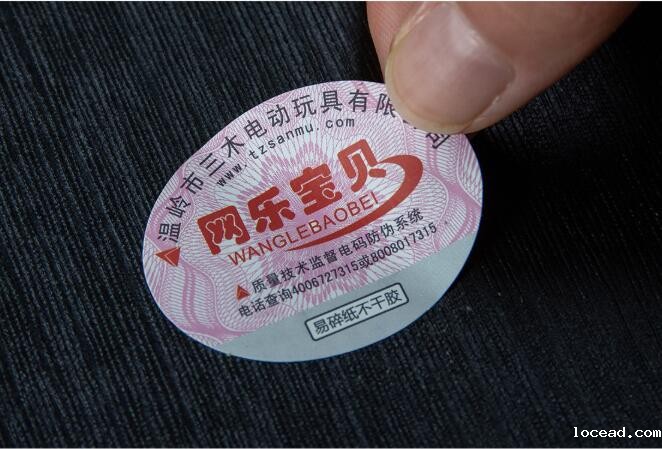 温岭市三木电动玩具有限 司
www.tzsanmu.com
网乐宝贝
WANGLEBAOBEI
质量技术监督电码防伪系统
电话查询4006727315或8008017315
易碎纸不干胶
locead.com